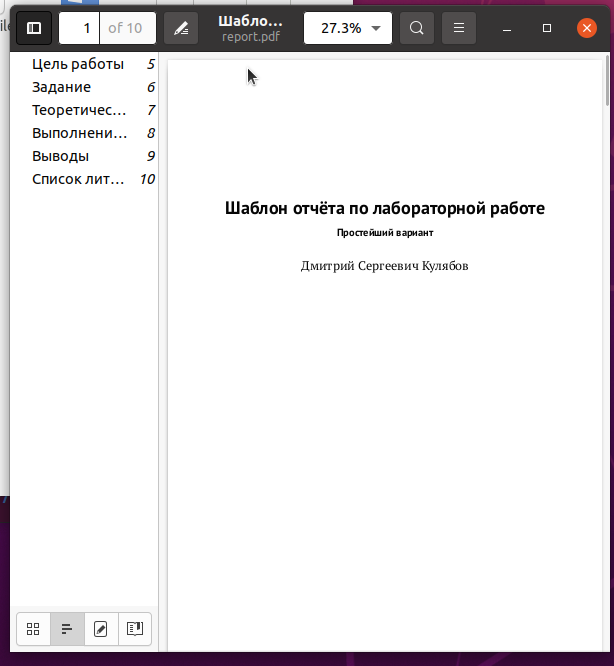 1 of 10
Шабло...
report.pdf
27.3%
ile
Цель работы 5
Задание 6
Теоретичес... 7
Выполнени... 8
Выводы 9
Список лит... 10
Шаблон отчёта по лабораторной работе
Простейший вариант
Дмитрий Сергеевич Кулябов